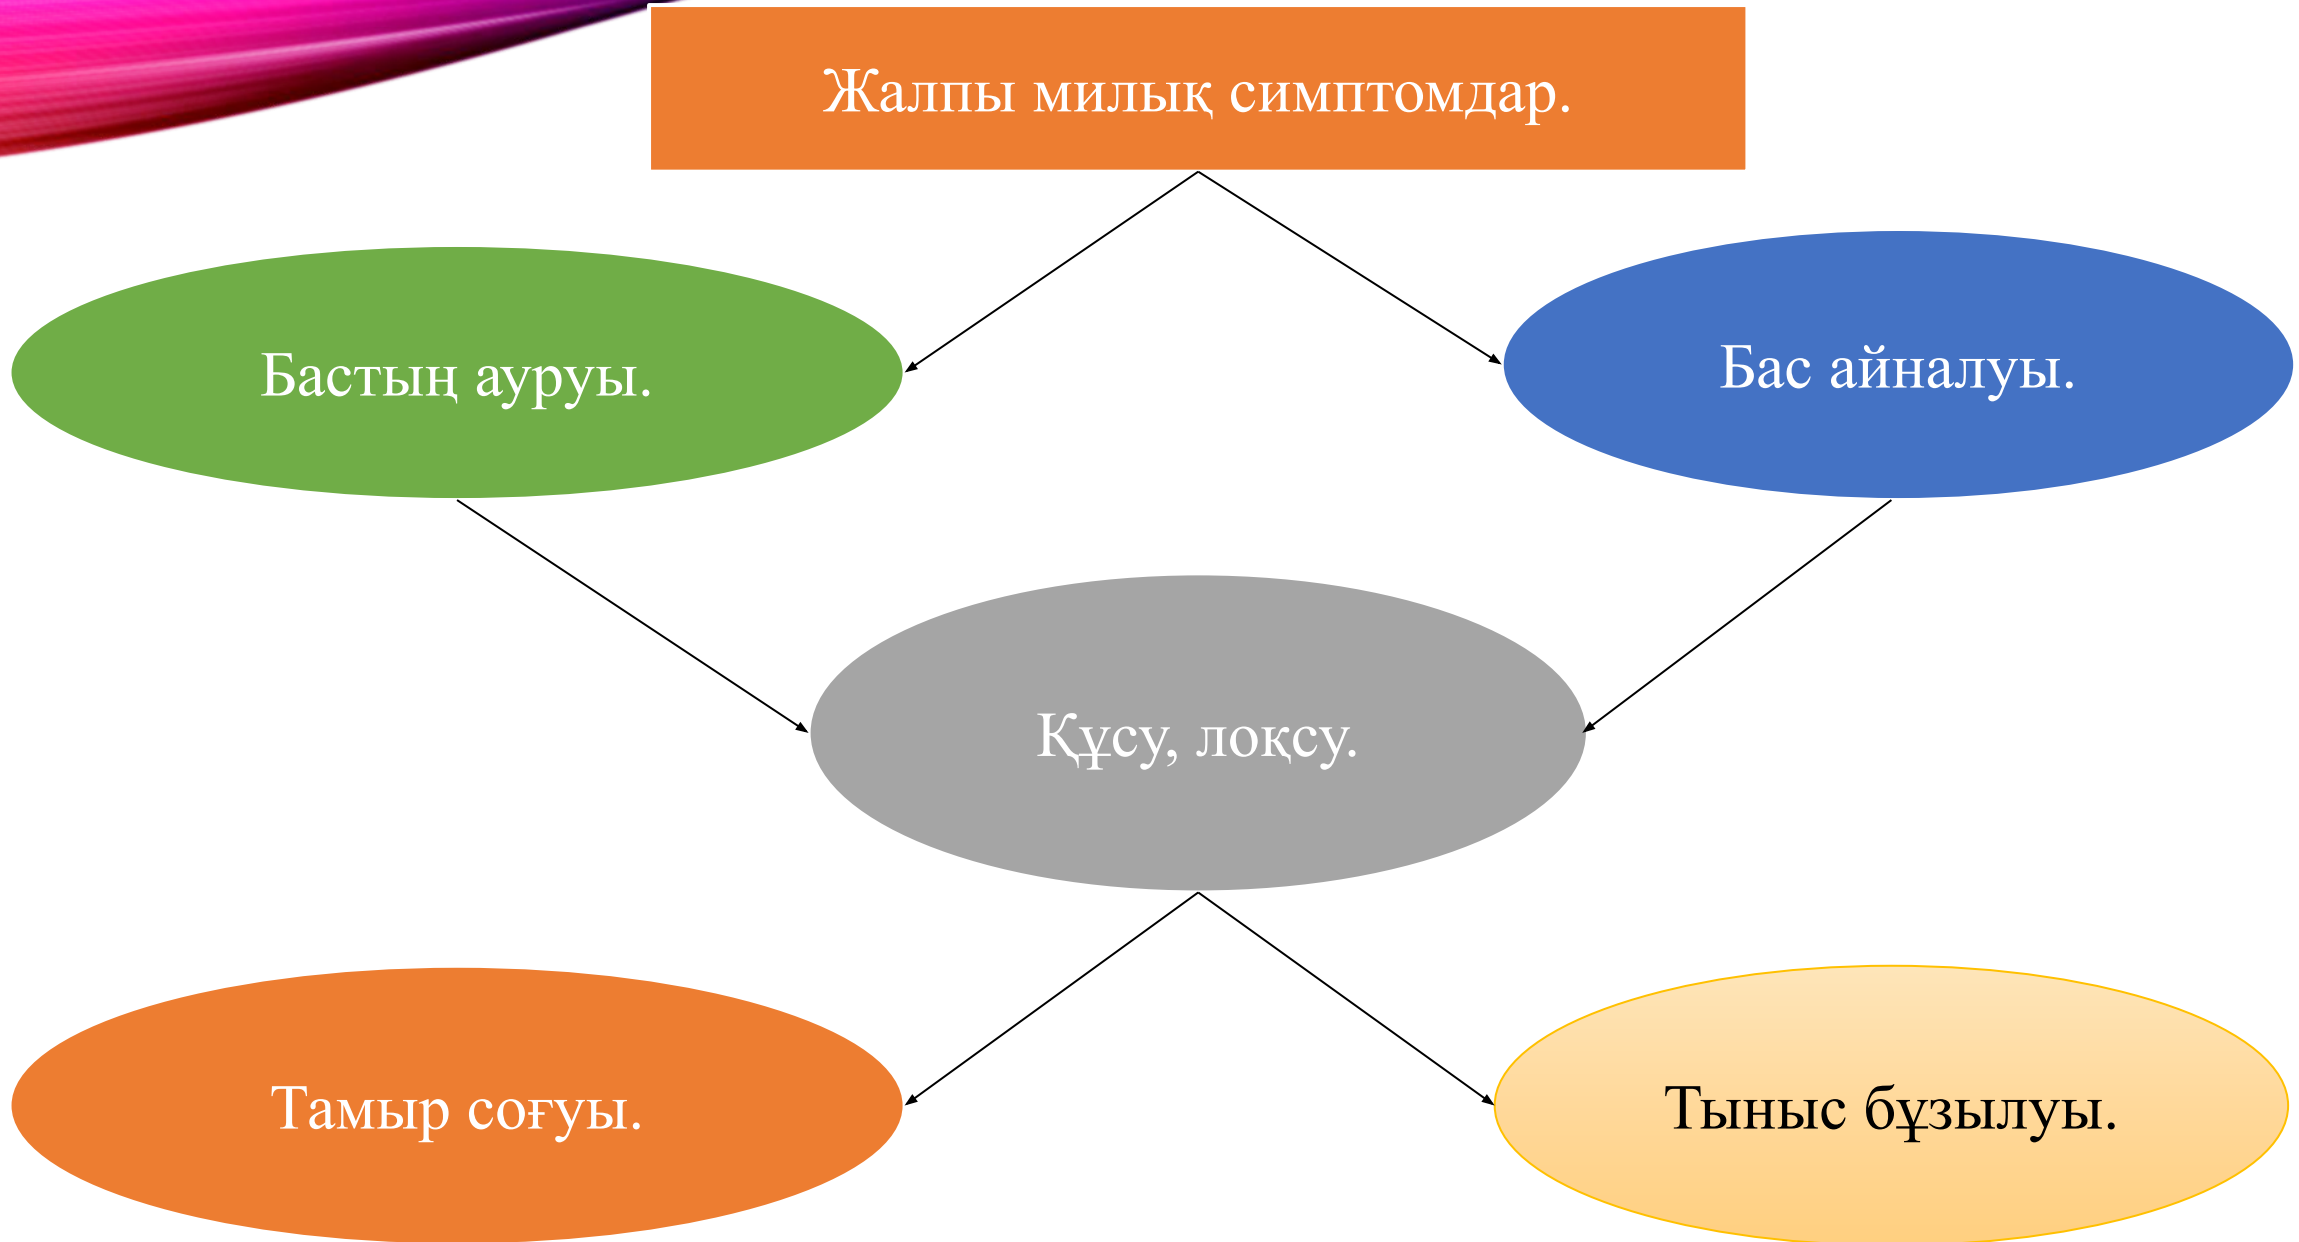 Жалпы милық симптомдар.
Бастың ауруы.
Бас айналуы.
Құсу, лоқсу.
Тамыр соғуы.
Тыныс бұзылуы.